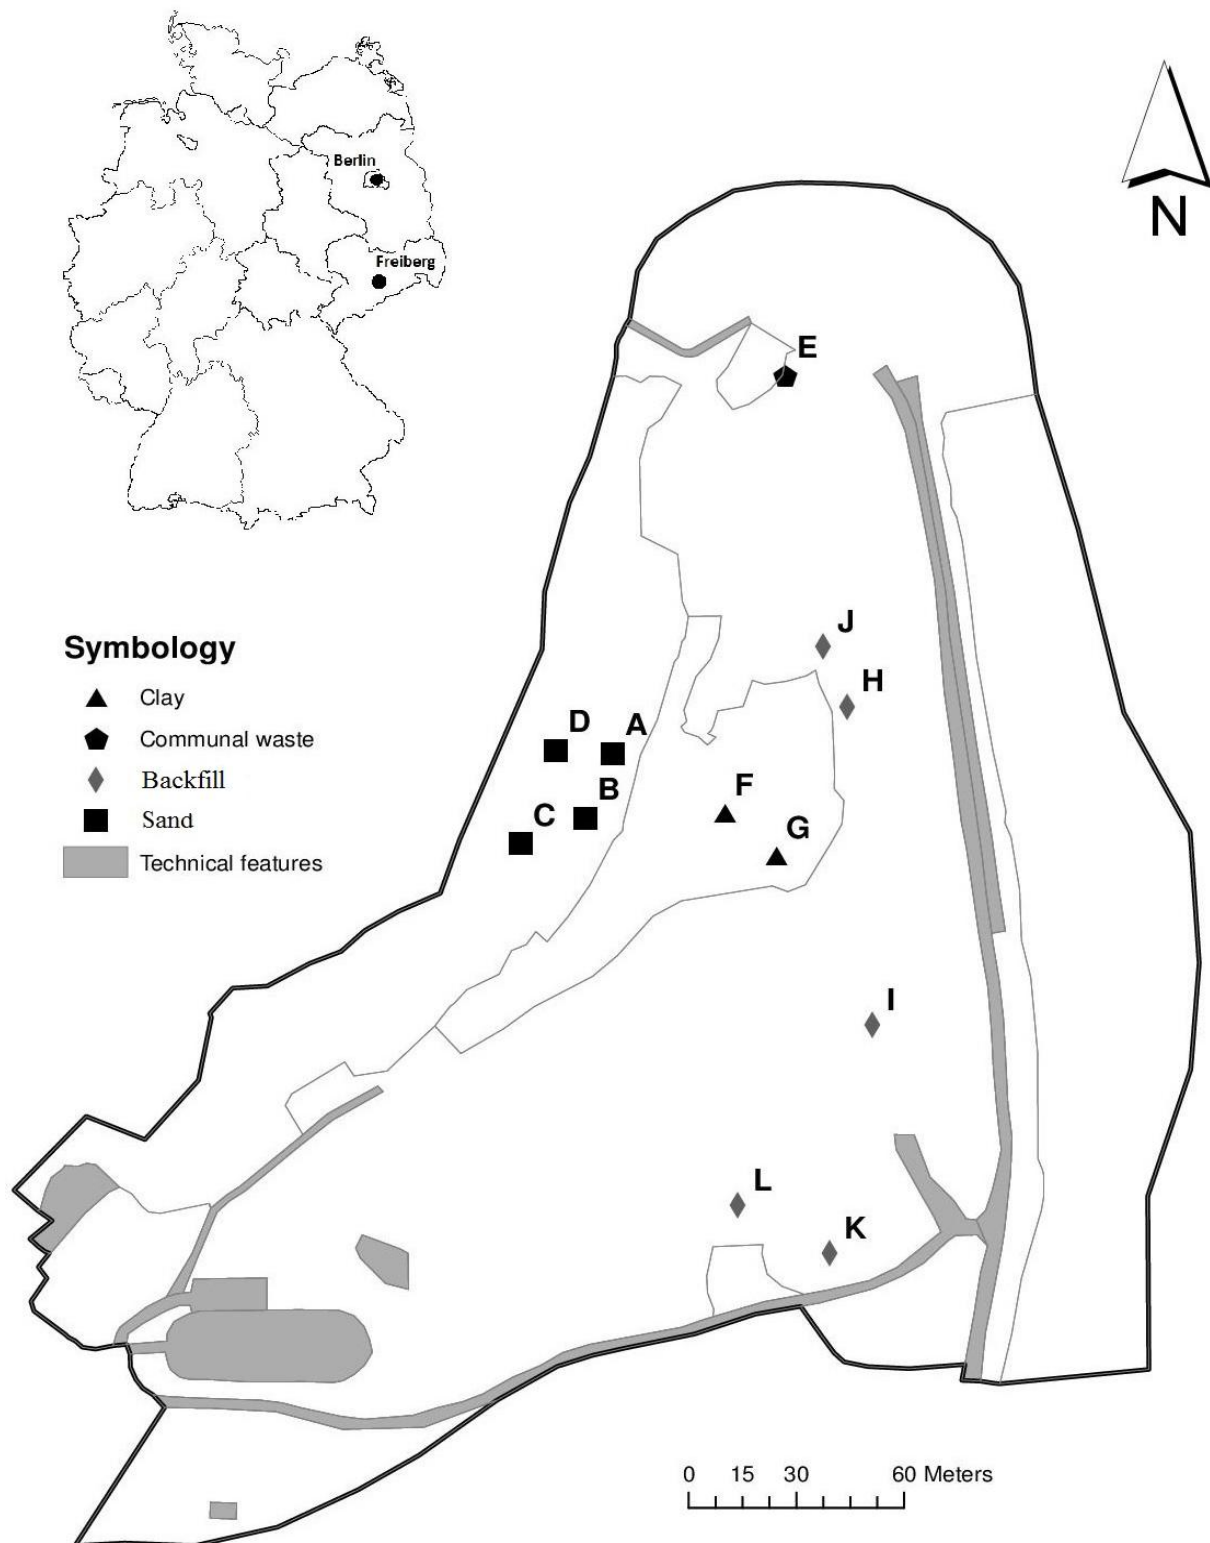 Berlin
Freiberg
N
E
Symbology
Clay
Communal waste
Backfill
Sand
Technical features
J
H
D
A
B
C
F
G
I
L
K
0 15 30 60 Meters